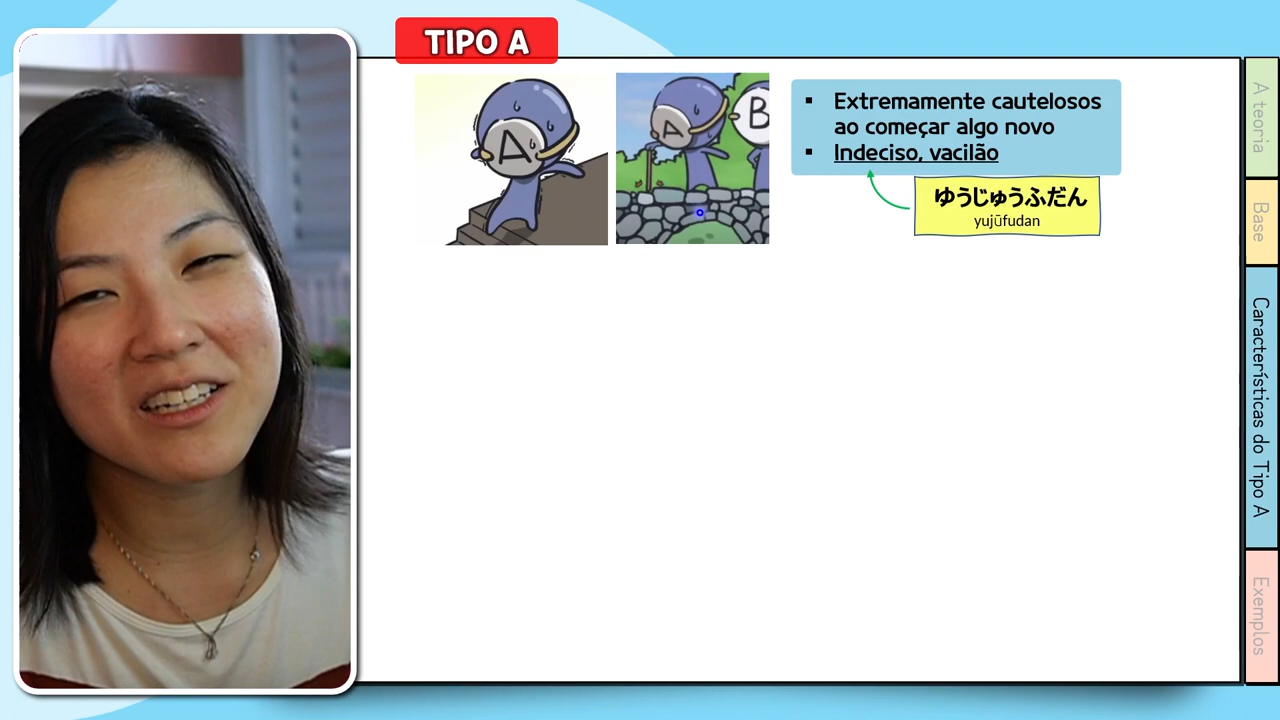 TIPO A
A
A
B
▪ Extremamente cautelosos
ao começar algo novo
▪ Indeciso, vacilão
ゆうじゅうふだん
yujūfudan
A teoria
Base
Características do Tipo A
Exemplos